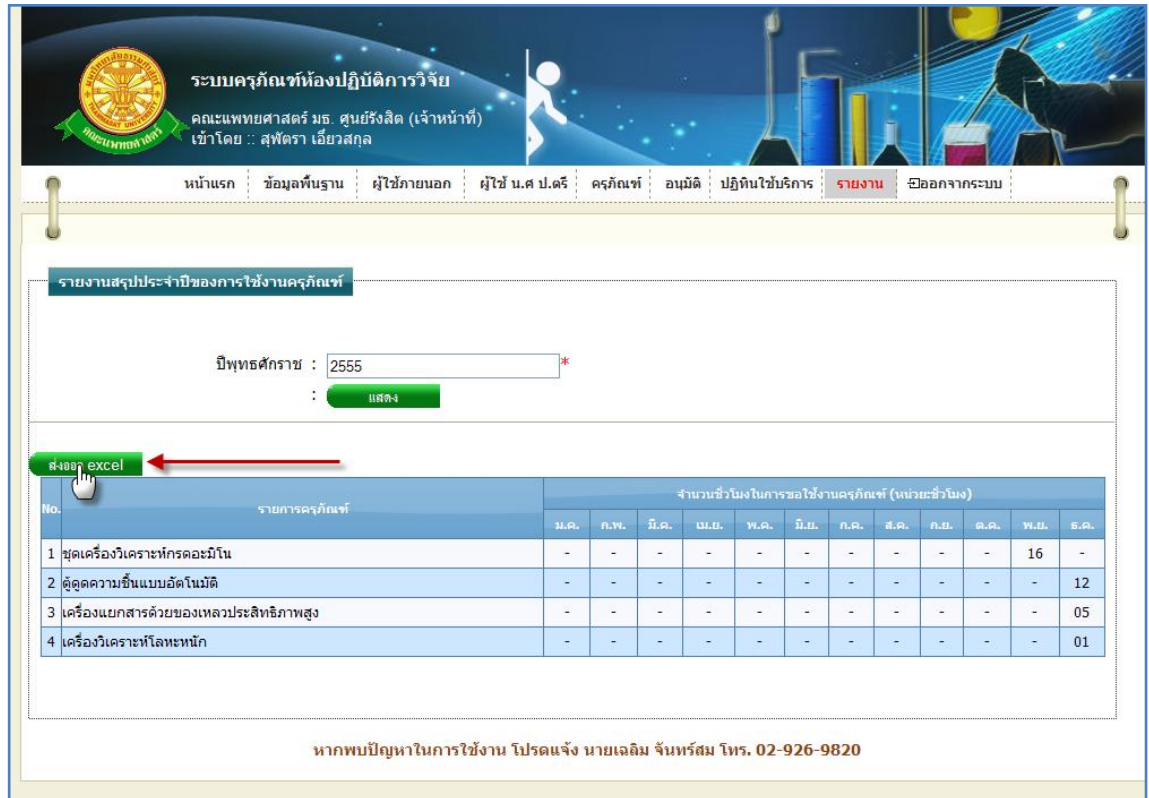 ระบบครุภัณฑ์ห้องปฏิบัติการวิจัย
คณะแพทยศาสตร์ มธ. ศูนย์รังสิต (เจ้าหน้าที่)
เข้าโดย :: สุพัตรา เอี่ยวสกุล
คณะแพทยศาสตร์
หน้าแรก ข้อมูลพื้นฐาน ผู้ใช้ภายนอก ผู้ใช้ น.ศ ป.ตรี ครุภัณฑ์ อนุมัติ ปฏิทินใช้บริการ รายงาน ออกจากระบบ
รายงานสรุปประจำปีของการใช้งานครุภัณฑ์
ปีพุทธศักราช : 2555 *
: แสดง
ส่งออก excel
No. รายการครุภัณฑ์ จำนวนชั่วโมงในการขอใช้งานครุภัณฑ์ (หน่วย:ชั่วโมง)
ม.ค. ก.พ. มี.ค. เม.ย. พ.ค. มิ.ย. ก.ค. ส.ค. ก.ย. ต.ค. พ.ย. ธ.ค.
1 ชุดเครื่องวิเคราะห์กรดอะมิโน - - - - - - - - - - 16 -
2 ตู้ดูดความชื้นแบบอัตโนมัติ - - - - - - - - - - - 12
3 เครื่องแยกสารด้วยของเหลวประสิทธิภาพสูง - - - - - - - - - - - 05
4 เครื่องวิเคราะห์โลหะหนัก - - - - - - - - - - - 01
หากพบปัญหาในการใช้งาน โปรดแจ้ง นายเฉลิม จันทร์สม โทร. 02-926-9820